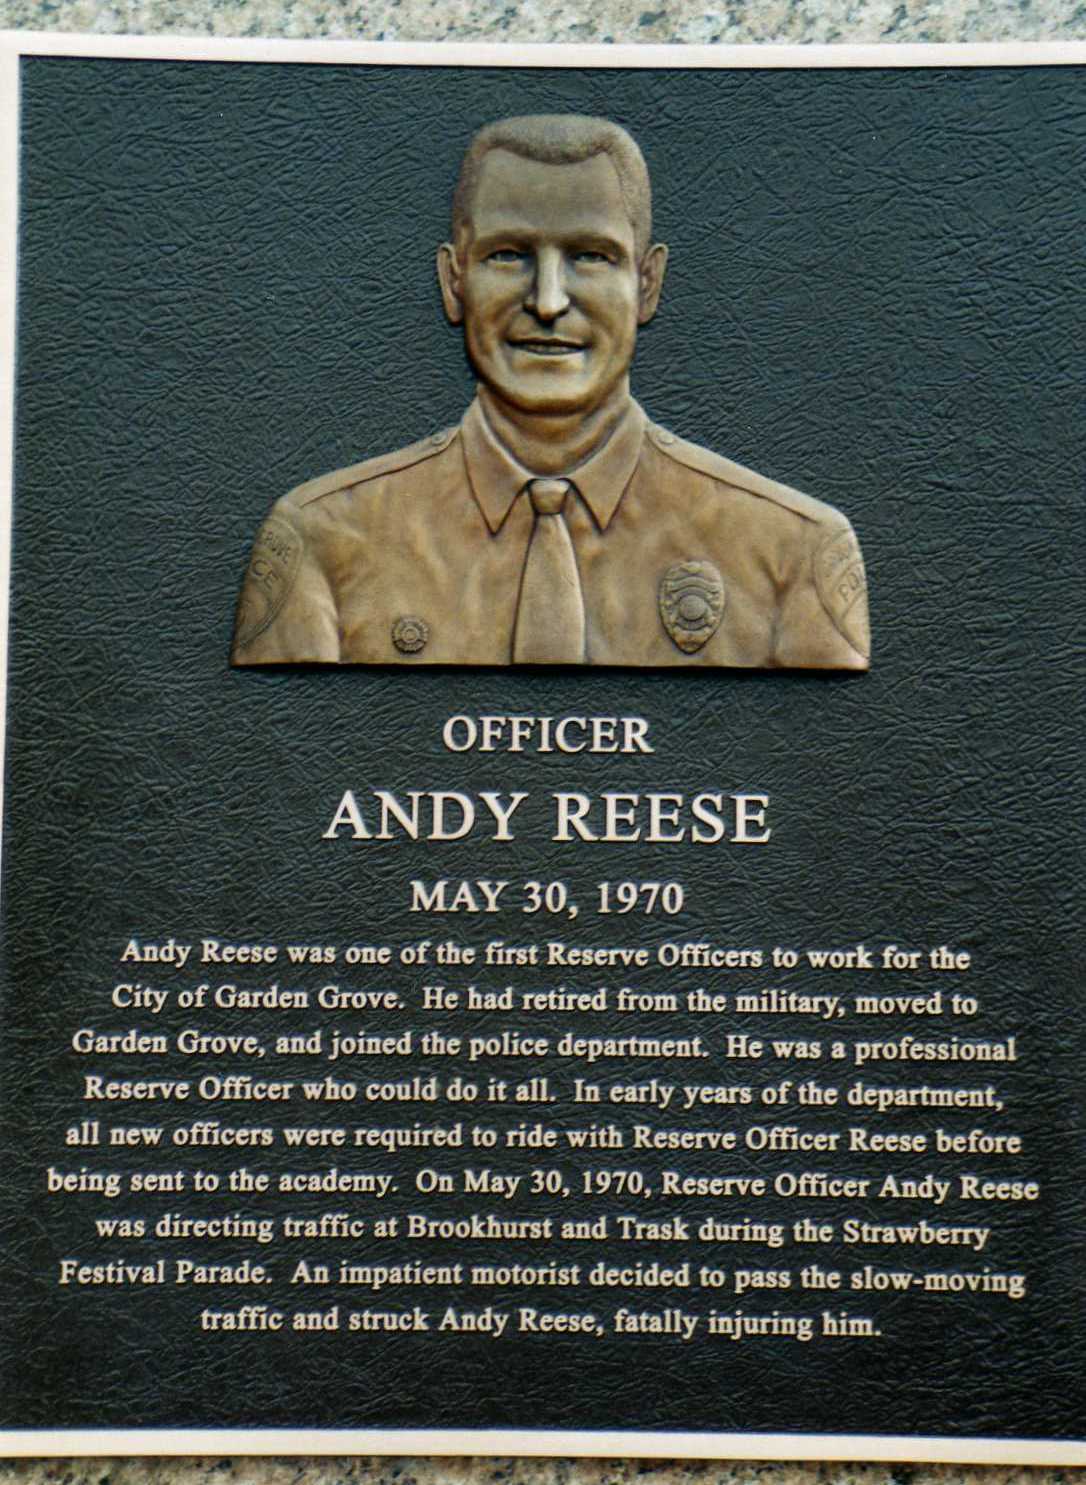 OFFICER
ANDY REESE
MAY 30, 1970
Andy Reese was one of the first Reserve Officers to work for the
City of Garden Grove. He had retired from the military, moved to
Garden Grove, and joined the police department. He was a professional
Reserve Officer who could do it all. In early years of the department,
all new officers were required to ride with Reserve Officer Reese before
being sent to the academy. On May 30, 1970, Reserve Officer Andy Reese
was directing traffic at Brookhurst and Trask during the Strawberry
Festival Parade. An impatient motorist decided to pass the slow-moving
traffic and struck Andy Reese, fatally injuring him.